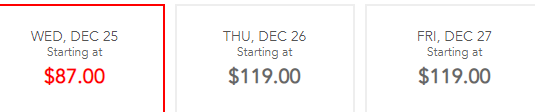 WED, DEC 25
Starting at
$87.00
THU, DEC 26
Starting at
$119.00
FRI, DEC 27
Starting at
$119.00